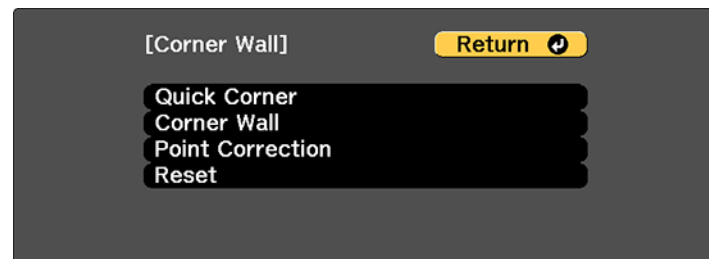 [Corner Wall] Return
Quick Corner
Corner Wall
Point Correction
Reset